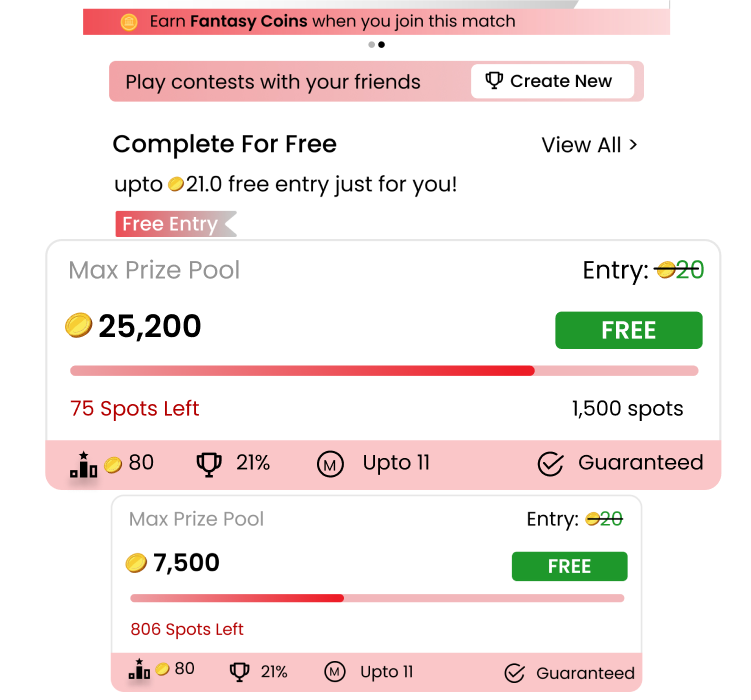 Earn Fantasy Coins when you join this match
Play contests with your friends Create New
Complete For Free View All >
upto 21.0 free entry just for you!
Free Entry
Max Prize Pool Entry: 20
25,200 FREE
75 Spots Left 1,500 spots
80 21% M Upto 11 Guaranteed
Max Prize Pool Entry: 20
7,500 FREE
806 Spots Left
80 21% M Upto 11 Guaranteed